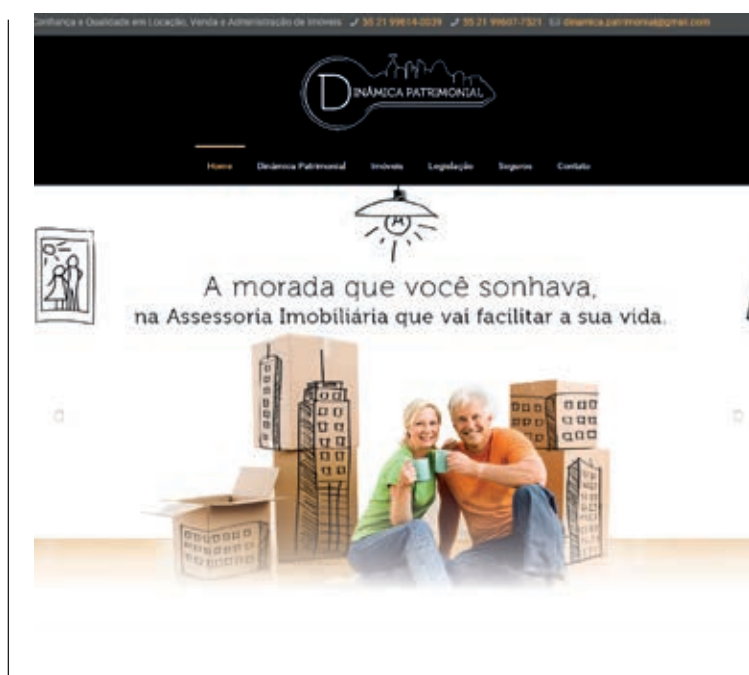 Confiança e Qualidade em Locação, Venda e Administração de Imóveis 55 21 99614-0039 55 21 99607-7521 dinamica.patrimonial@gmail.com
DINÂMICA PATRIMONIAL
Home Dinâmica Patrimonial Imóveis Legislação Seguros Contato
A morada que você sonhava,
na Assessoria Imobiliária que vai facilitar a sua vida.